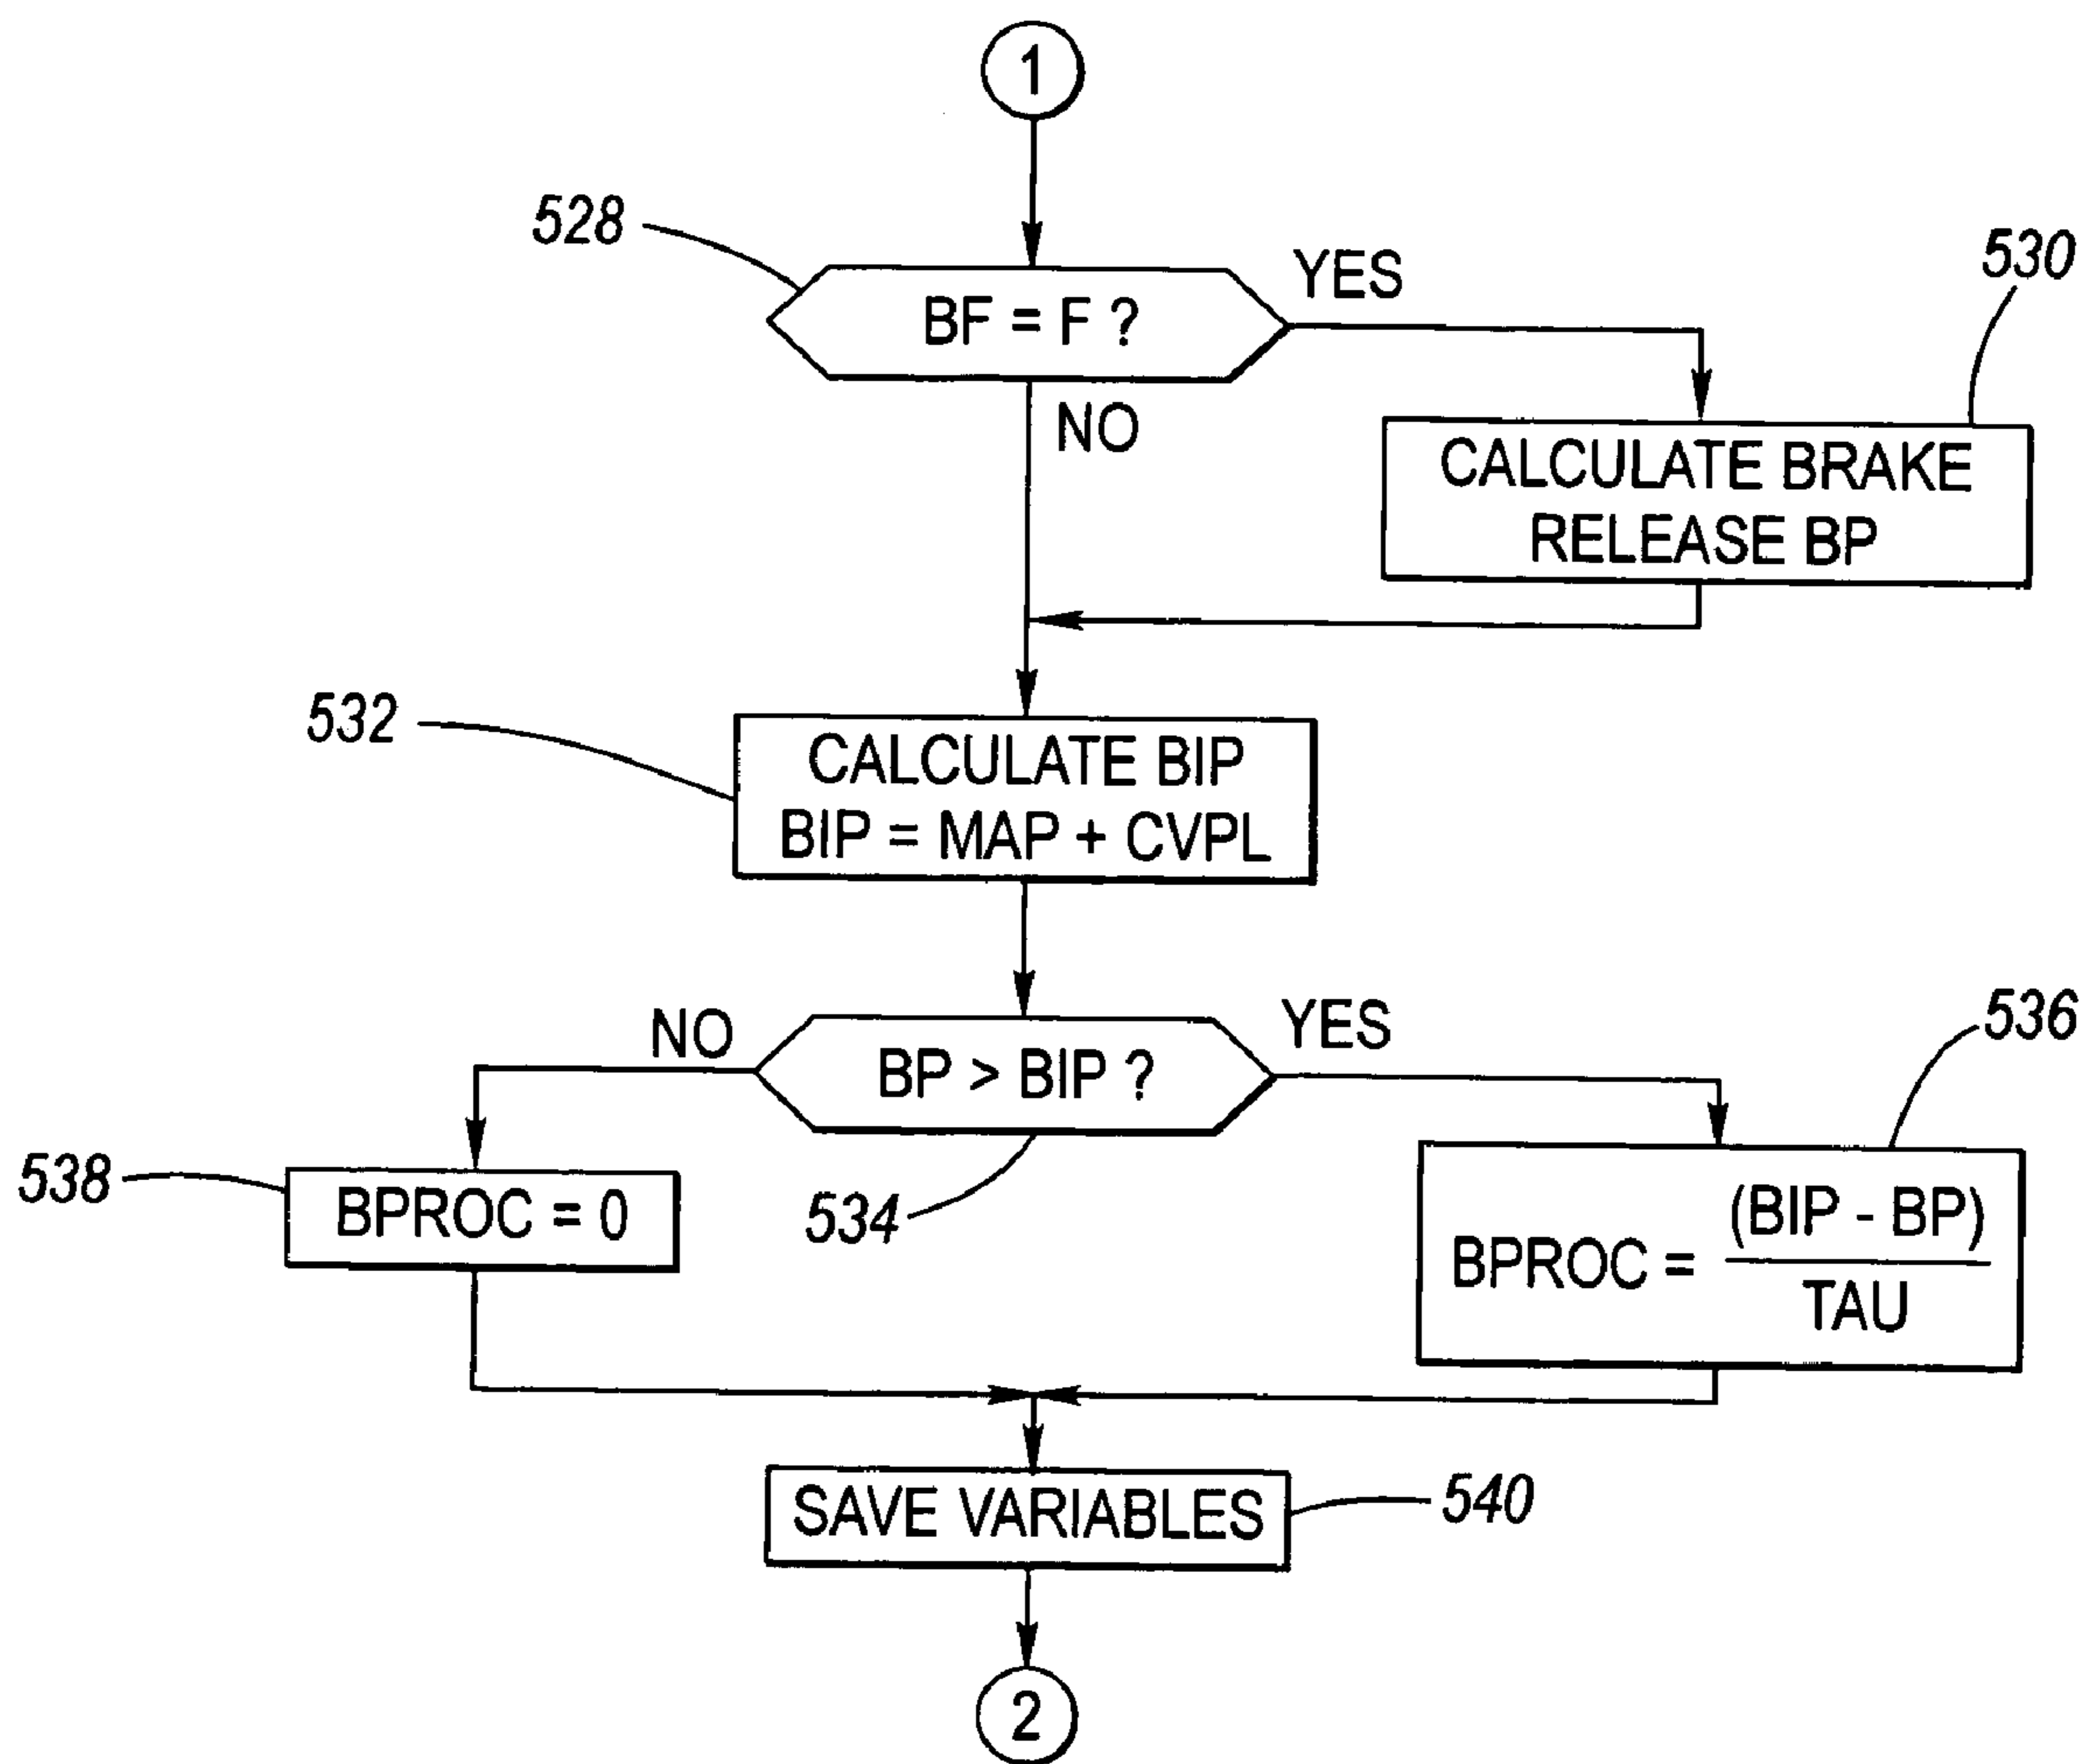 1
528
BF = F ?
YES
530
NO
CALCULATE BRAKE
RELEASE BP
532
CALCULATE BIP
BIP = MAP + CVPL
NO
BP > BIP ?
YES
536
538
BPROC = 0
534
BPROC = (BIP - BP)
TAU
SAVE VARIABLES
540
2